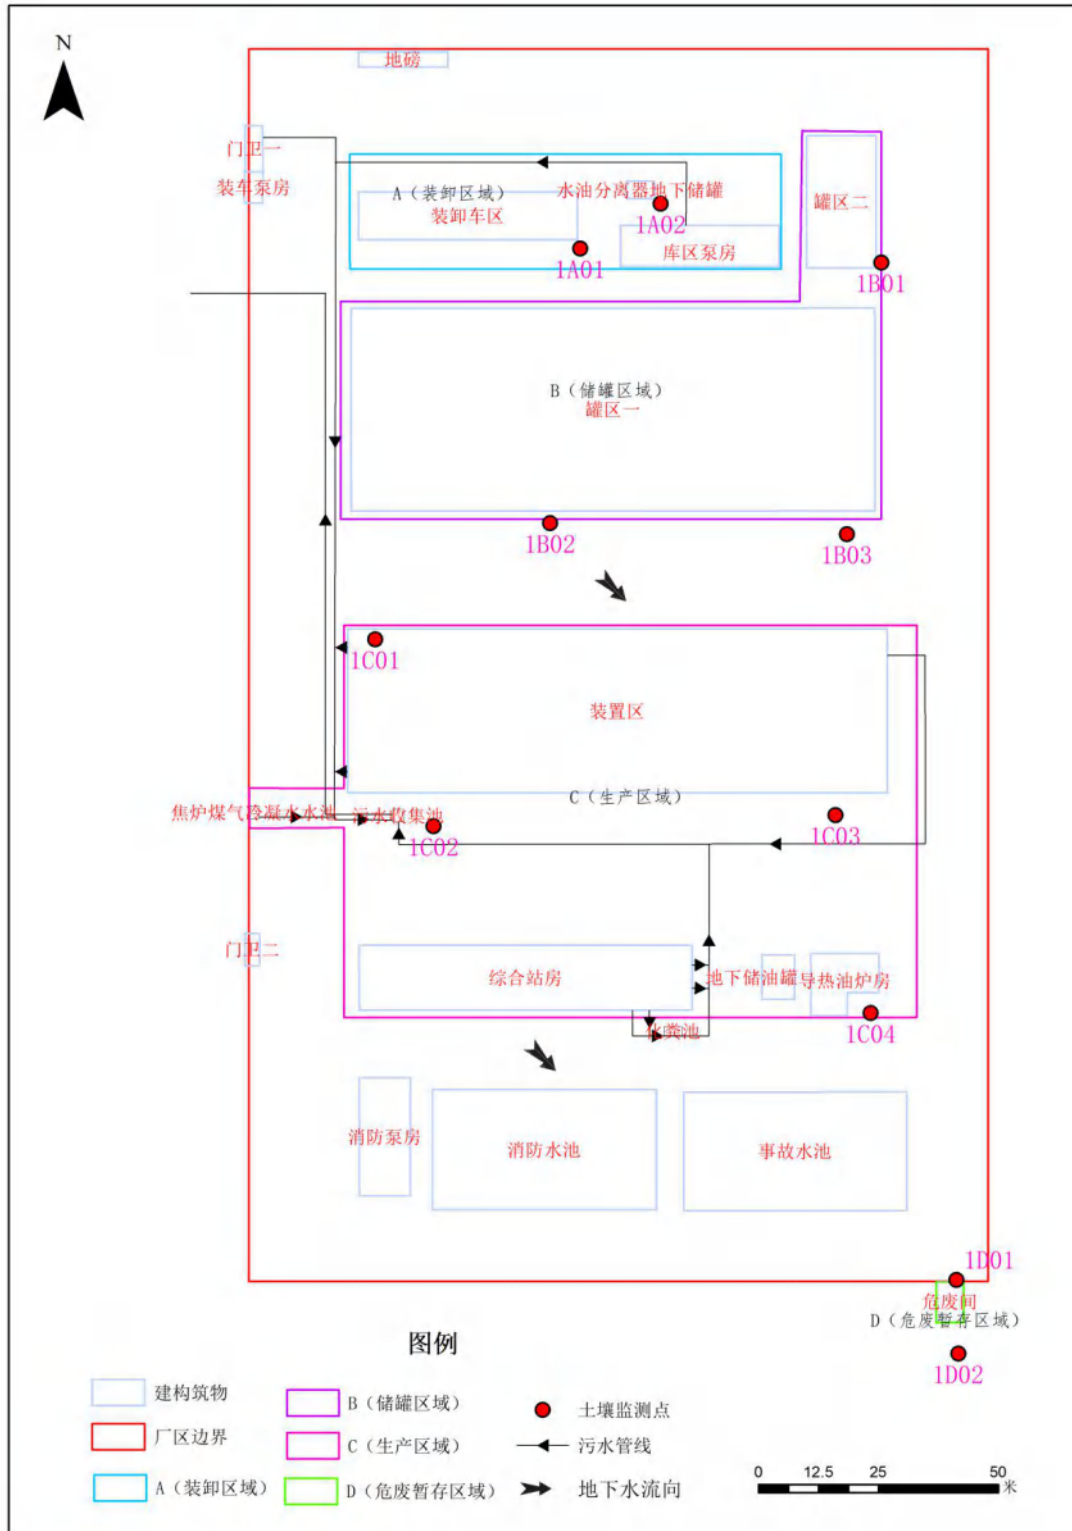 N
地磅
门卫一
装车泵房
A（装卸区域）
装卸车区
水油分离器地下储罐
1A02
库区泵房
1A01
罐区二
1B01
B（储罐区域）
罐区一
1B02
1B03
1C01
装置区
C（生产区域）
焦炉煤气冷凝水水池
污水收集池
1C02
1C03
门卫二
综合站房
地下储油罐
导热油炉房
1C04
化粪池
消防泵房
消防水池
事故水池
1D01
危废间
D（危废暂存区域）
1D02
图例
建构筑物
B（储罐区域）
土壤监测点
厂区边界
C（生产区域）
污水管线
A（装卸区域）
D（危废暂存区域）
地下水流向
0 12.5 25 50
米